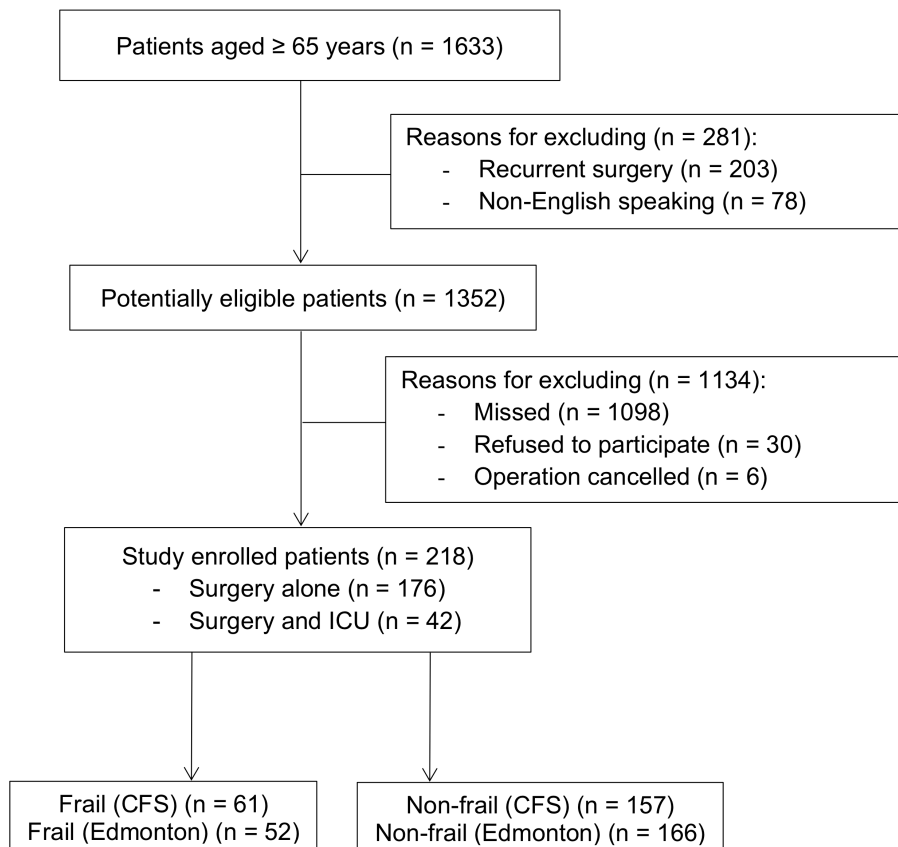 Patients aged ≥ 65 years (n = 1633)
Reasons for excluding (n = 281):
- Recurrent surgery (n = 203)
- Non-English speaking (n = 78)
Potentially eligible patients (n = 1352)
Reasons for excluding (n = 1134):
- Missed (n = 1098)
- Refused to participate (n = 30)
- Operation cancelled (n = 6)
Study enrolled patients (n = 218)
- Surgery alone (n = 176)
- Surgery and ICU (n = 42)
Frail (CFS) (n = 61)
Frail (Edmonton) (n = 52)
Non-frail (CFS) (n = 157)
Non-frail (Edmonton) (n = 166)